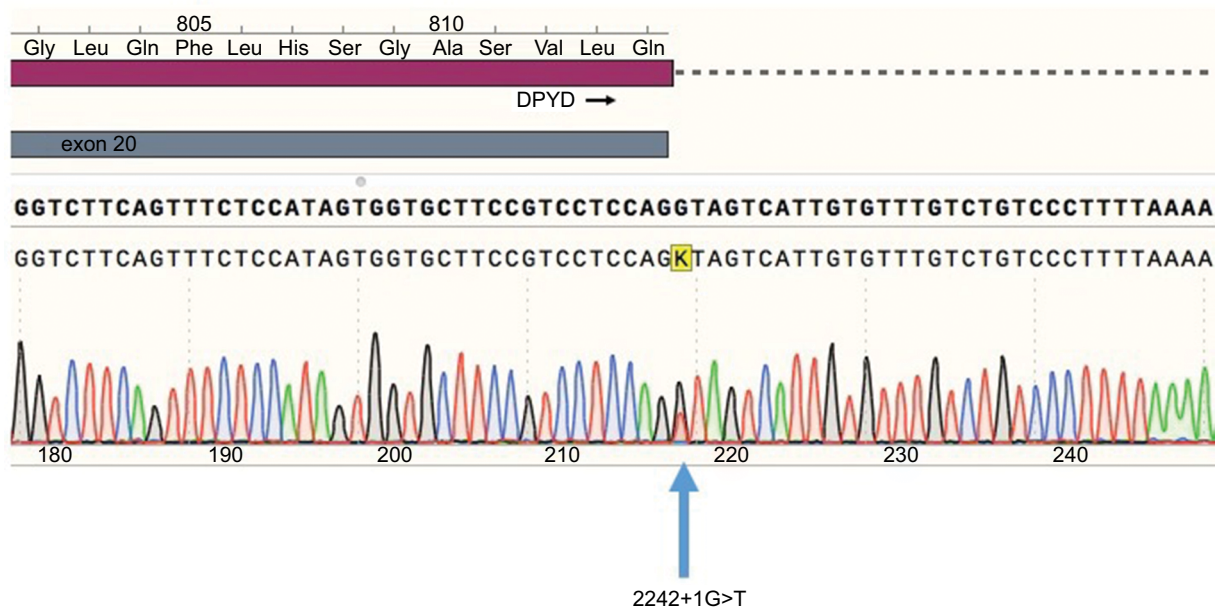 805 810
Gly Leu Gln Phe Leu His Ser Gly Ala Ser Val Leu Gln
DPYD →
exon 20
GGTCTTCAGTTTCTCCATAGTGGTGCTTCCGTCCTCCAGGTAGTCATTGTGTTTGTCTGTCCCTTTTAAAA
GGTCTTCAGTTTCTCCATAGTGGTGCTTCCGTCCTCCAGKTAGTCATTGTGTTTGTCTGTCCCTTTTAAAA
180 190 200 210 220 230 240
2242+1G>T